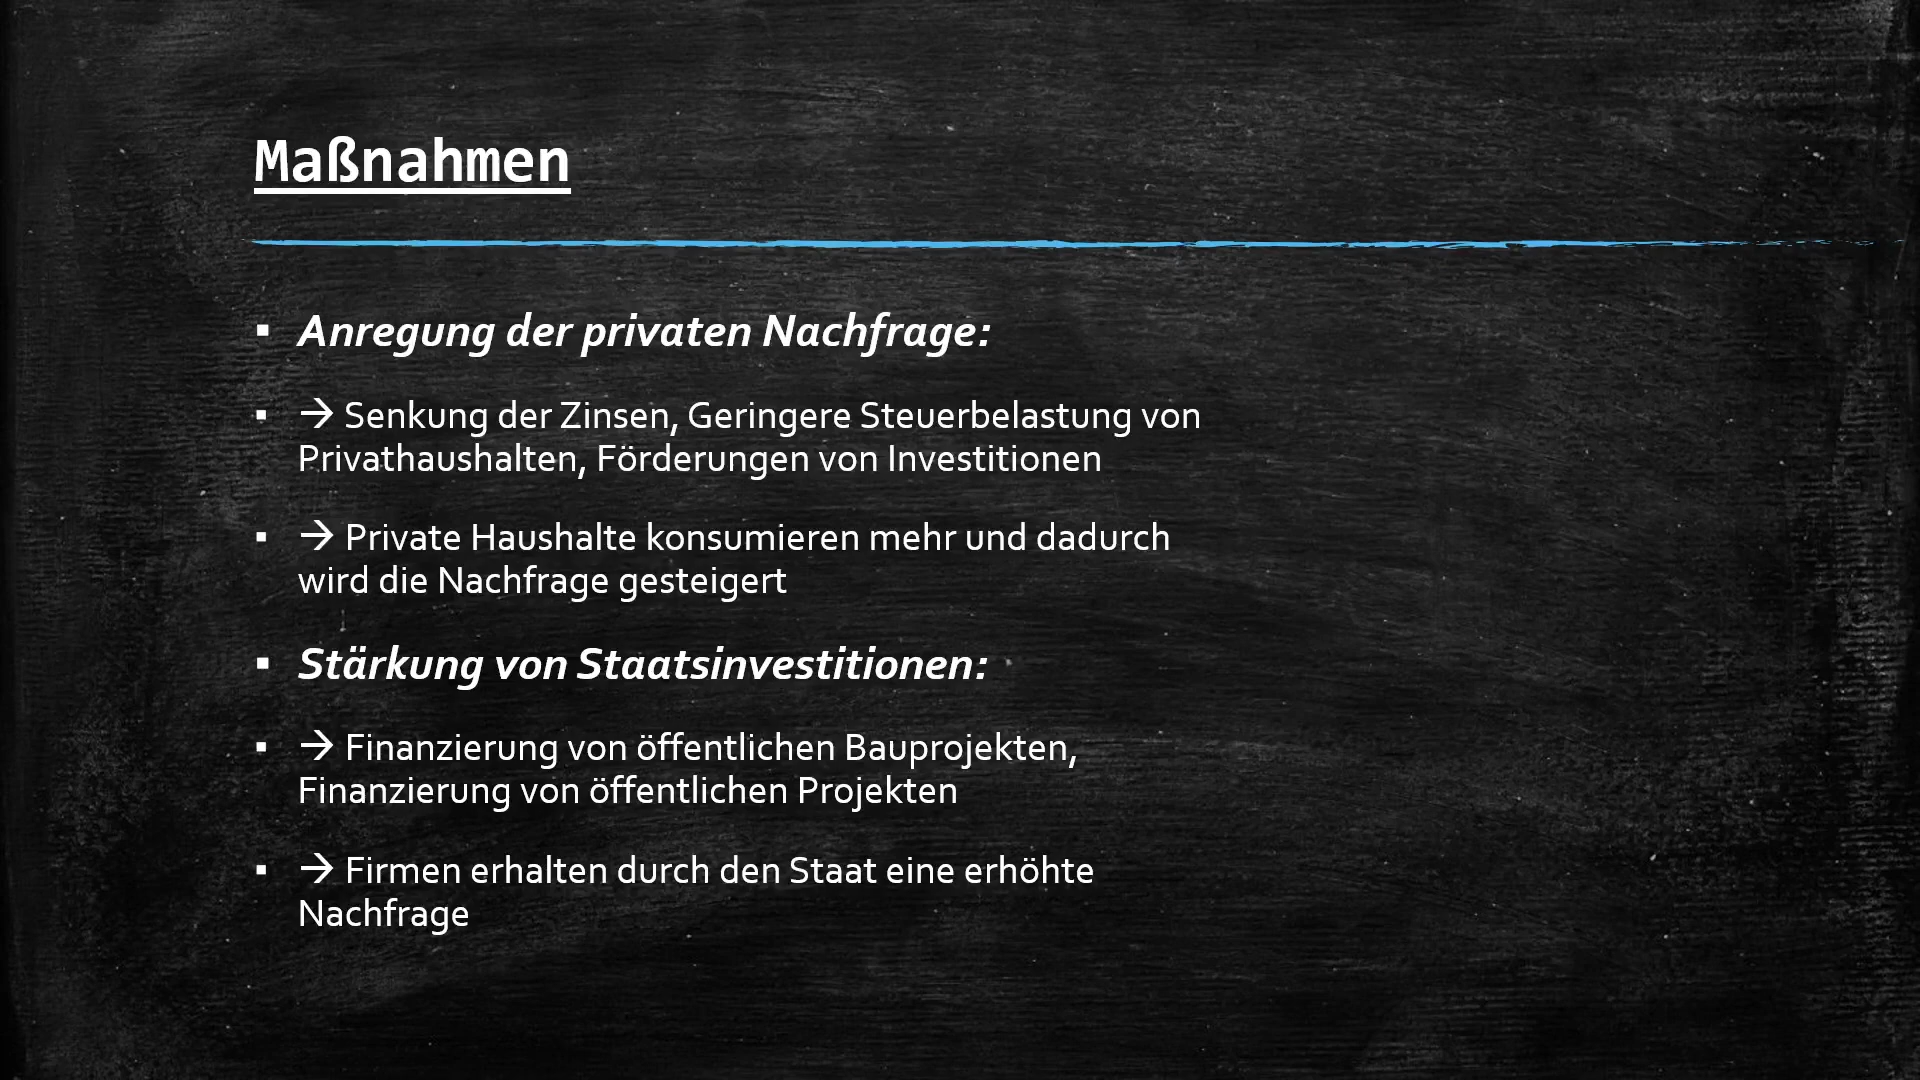 Maßnahmen
▪ Anregung der privaten Nachfrage:
▪ → Senkung der Zinsen, Geringere Steuerbelastung von
Privathaushalten, Förderungen von Investitionen
▪ → Private Haushalte konsumieren mehr und dadurch
wird die Nachfrage gesteigert
▪ Stärkung von Staatsinvestitionen:
▪ → Finanzierung von öffentlichen Bauprojekten,
Finanzierung von öffentlichen Projekten
▪ → Firmen erhalten durch den Staat eine erhöhte
Nachfrage